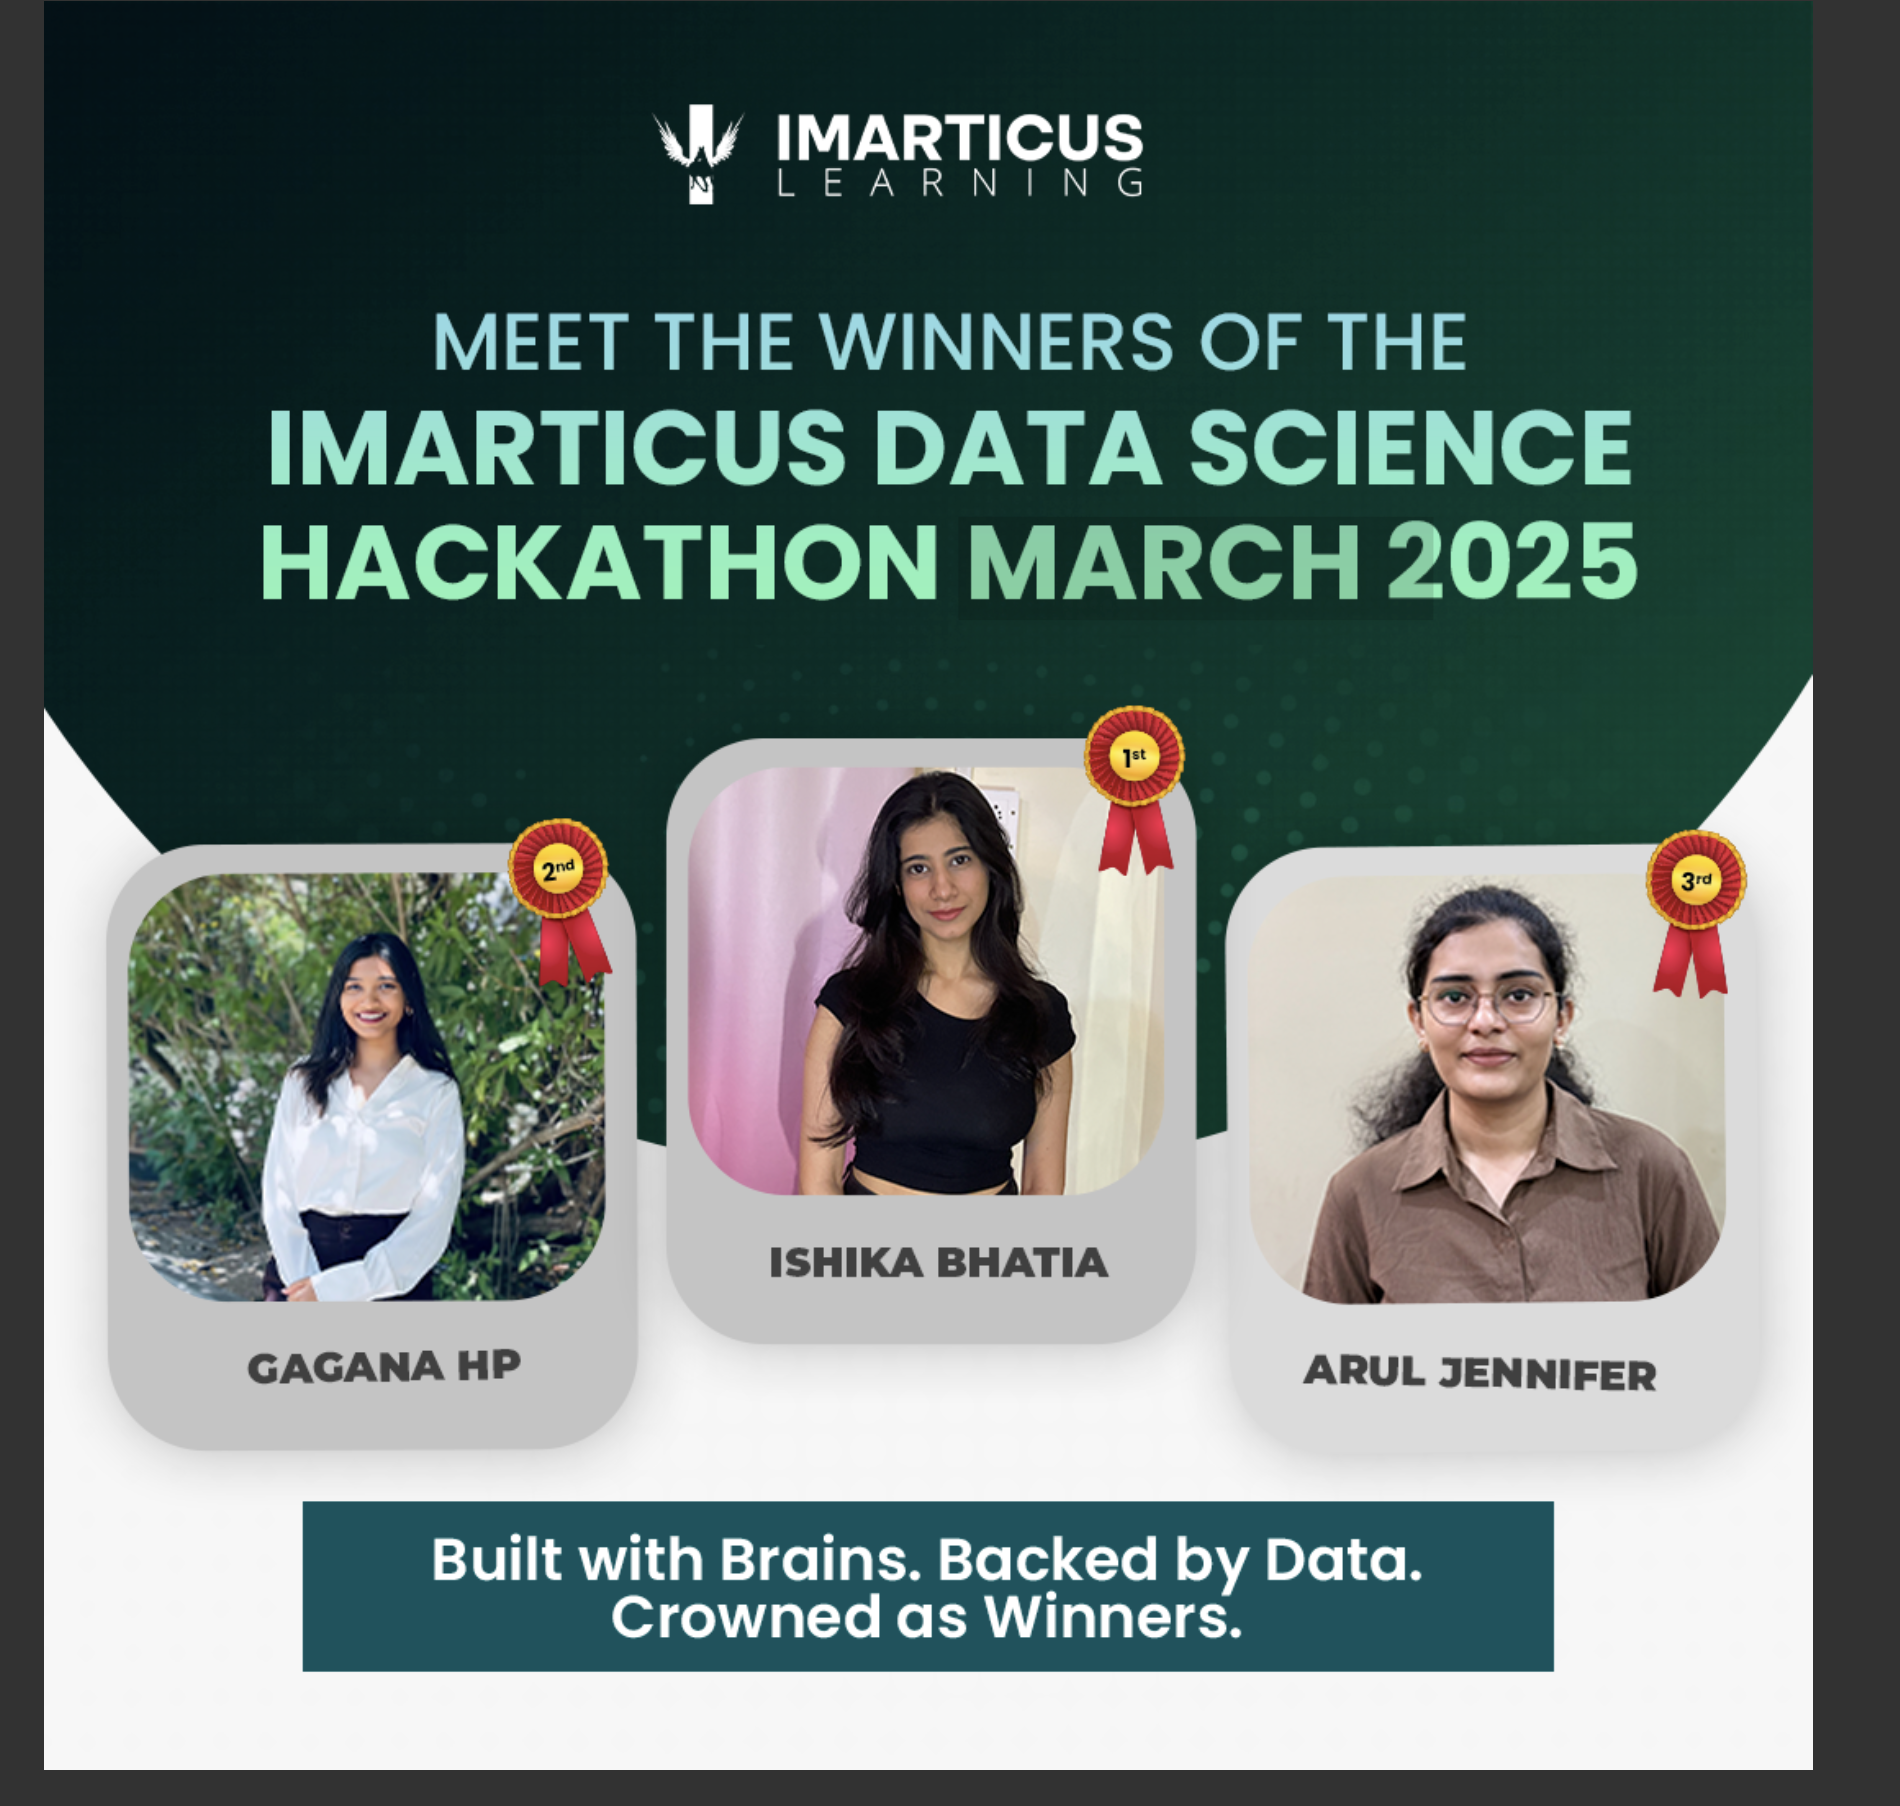 IMARTICUS
LEARNING
MEET THE WINNERS OF THE
IMARTICUS DATA SCIENCE
HACKATHON MARCH 2025
1st
2nd
3rd
ISHIKA BHATIA
GAGANA HP
ARUL JENNIFER
Built with Brains. Backed by Data.
Crowned as Winners.